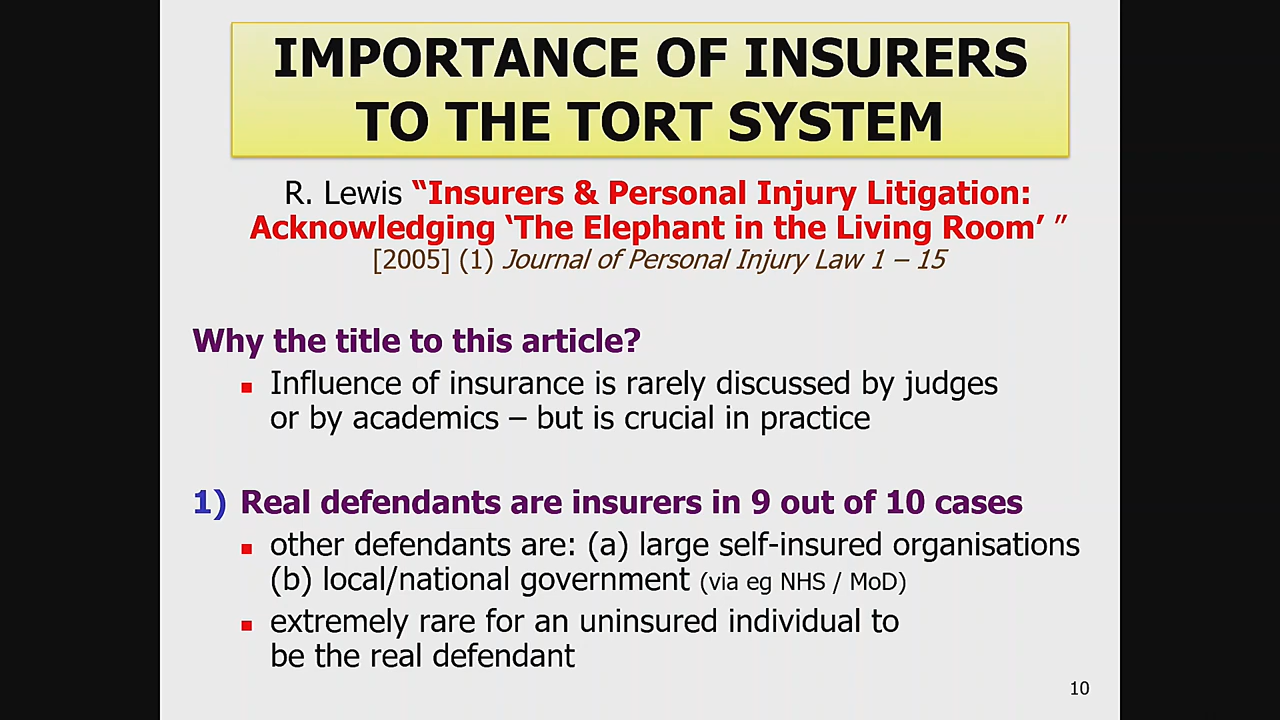 IMPORTANCE OF INSURERS
TO THE TORT SYSTEM
R. Lewis “Insurers & Personal Injury Litigation:
Acknowledging ‘The Elephant in the Living Room’ ”
[2005] (1) Journal of Personal Injury Law 1 – 15
Why the title to this article?
▪ Influence of insurance is rarely discussed by judges
or by academics – but is crucial in practice
1) Real defendants are insurers in 9 out of 10 cases
▪ other defendants are: (a) large self-insured organisations
(b) local/national government (via eg NHS / MoD)
▪ extremely rare for an uninsured individual to
be the real defendant
10